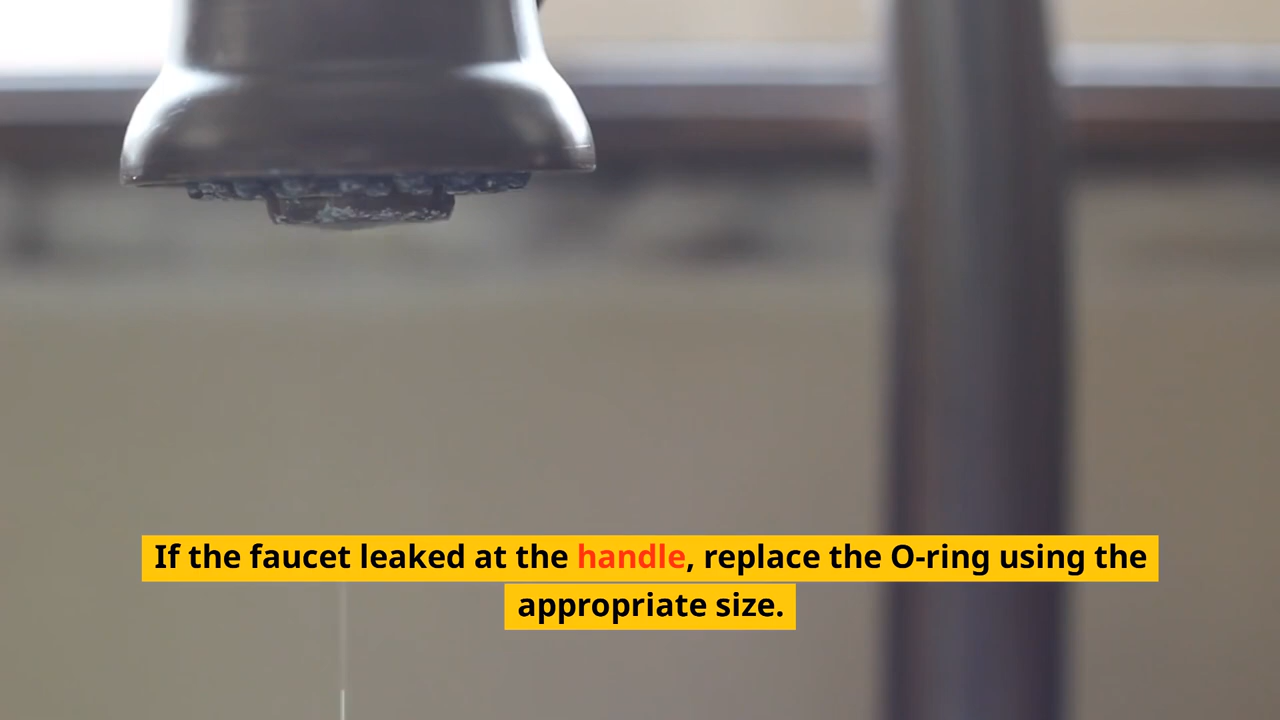 If the faucet leaked at the handle, replace the O-ring using the
appropriate size.